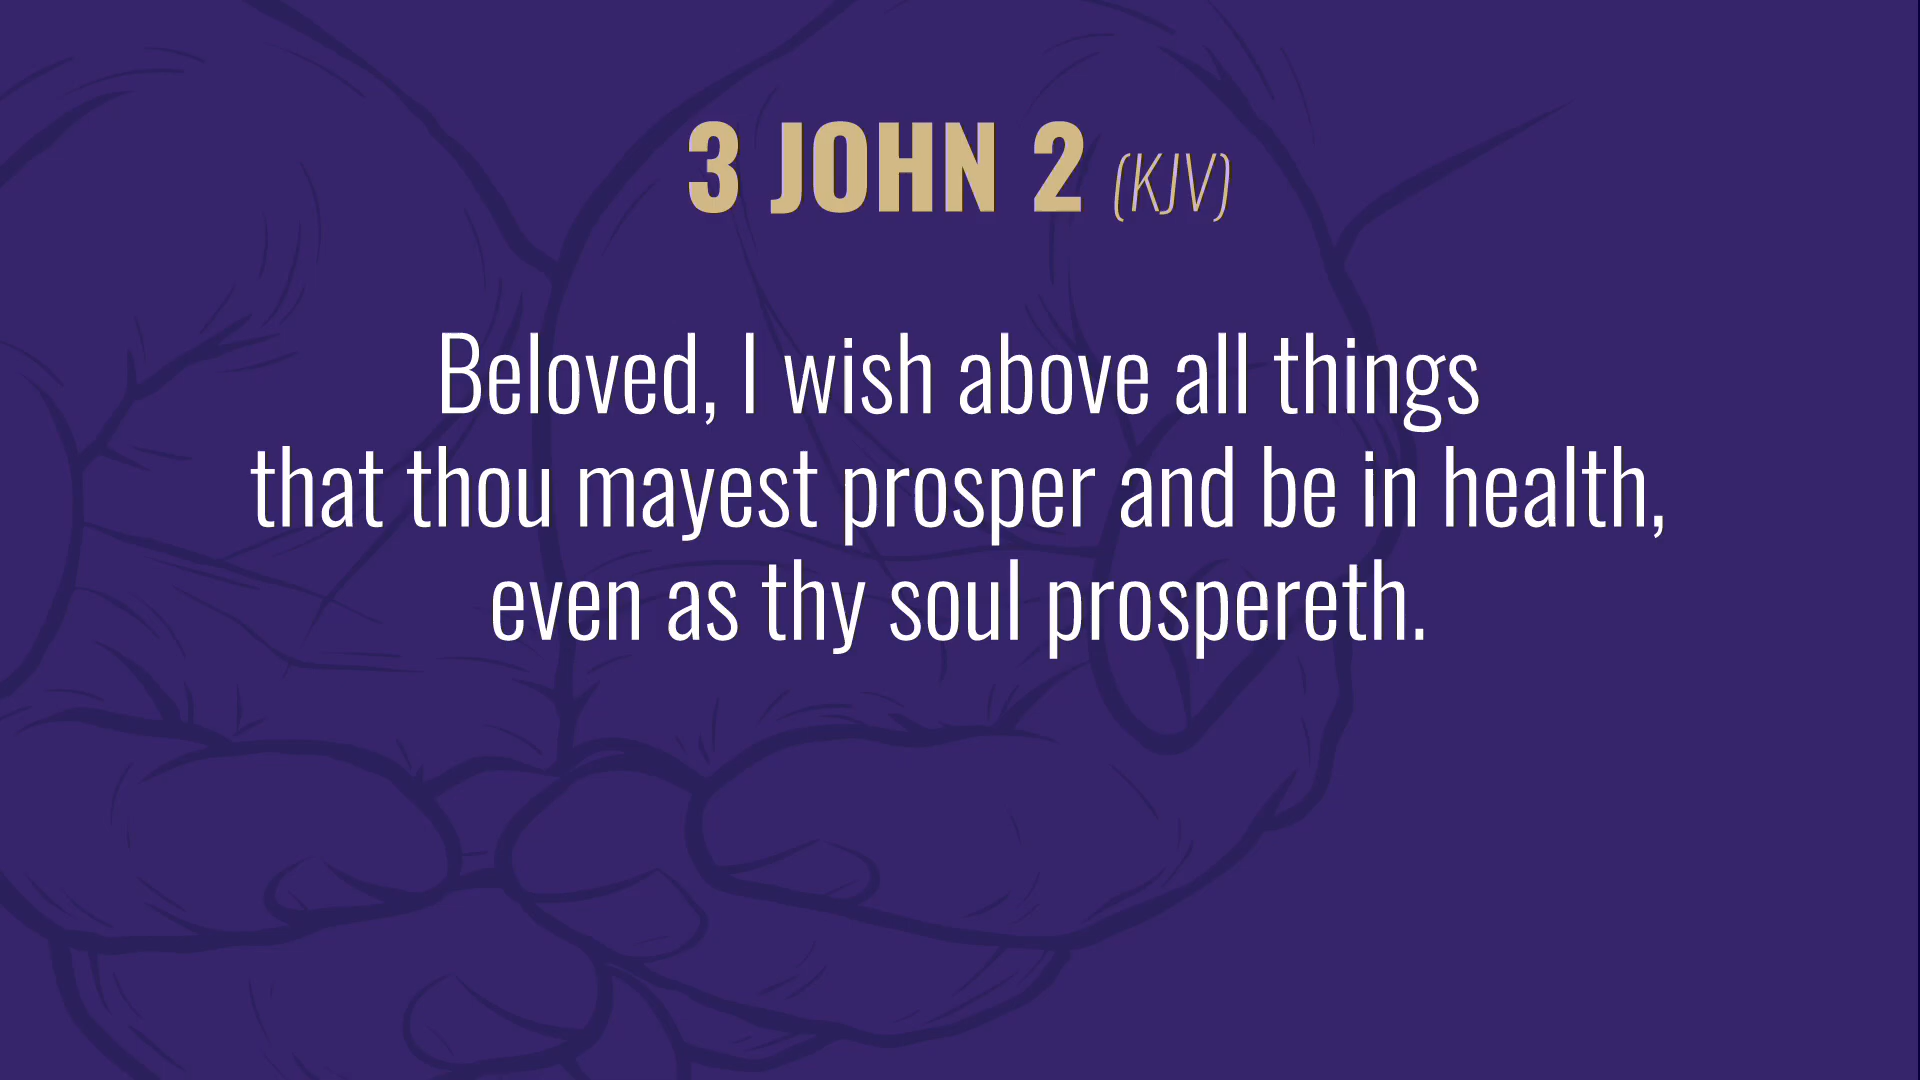 3 JOHN 2 (KJV)
Beloved, I wish above all things
that thou mayest prosper and be in health,
even as thy soul prospereth.